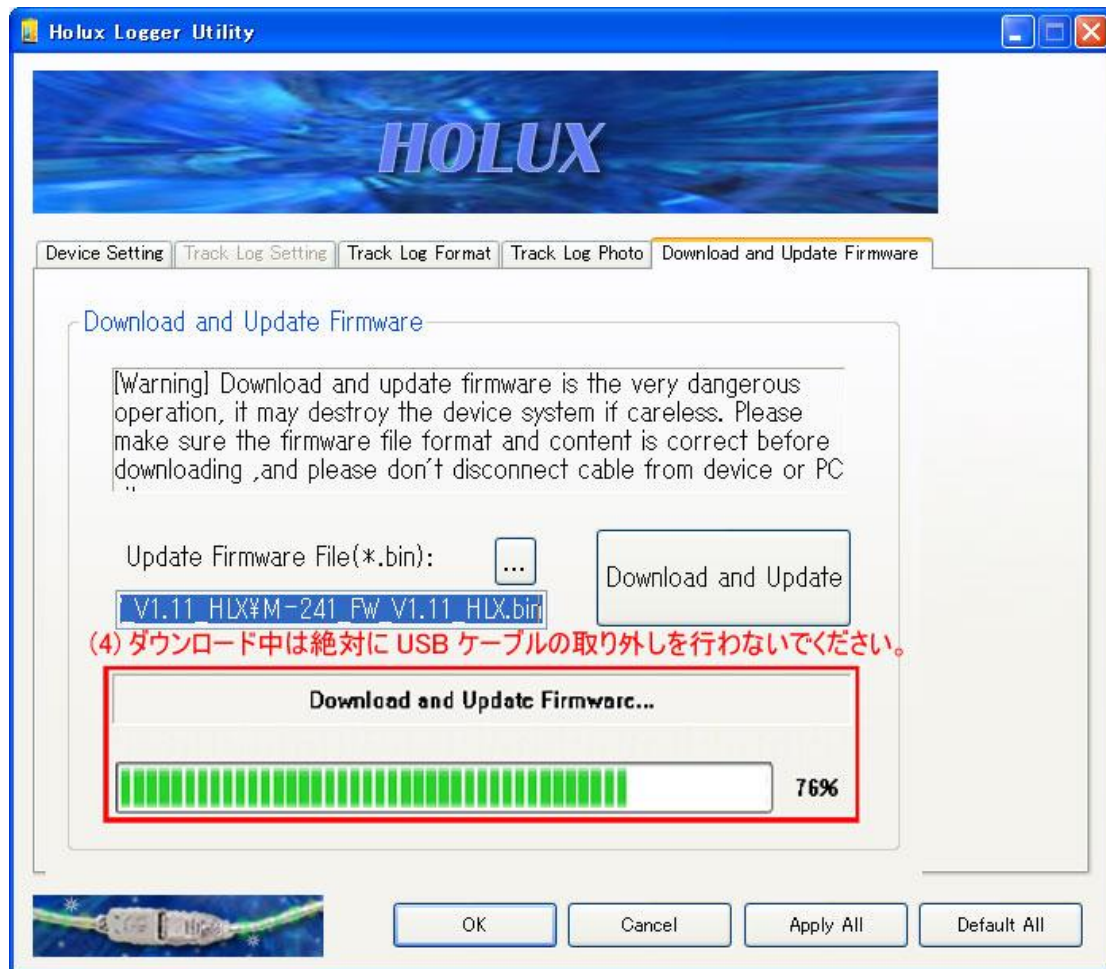 Holux Logger Utility
HOLUX
Device Setting
Track Log Setting
Track Log Format
Track Log Photo
Download and Update Firmware
Download and Update Firmware
[Warning] Download and update firmware is the very dangerous
operation, it may destroy the device system if careless. Please
make sure the firmware file format and content is correct before
downloading ,and please don't disconnect cable from device or PC
Update Firmware File(*.bin):
...
Download and Update
_V1.11_HLX¥M-241_FW_V1.11_HLX.bin
(4) ダウンロード中は絶対に USB ケーブルの取り外しを行わないでください。
Download and Update Firmware...
76%
OK
Cancel
Apply All
Default All